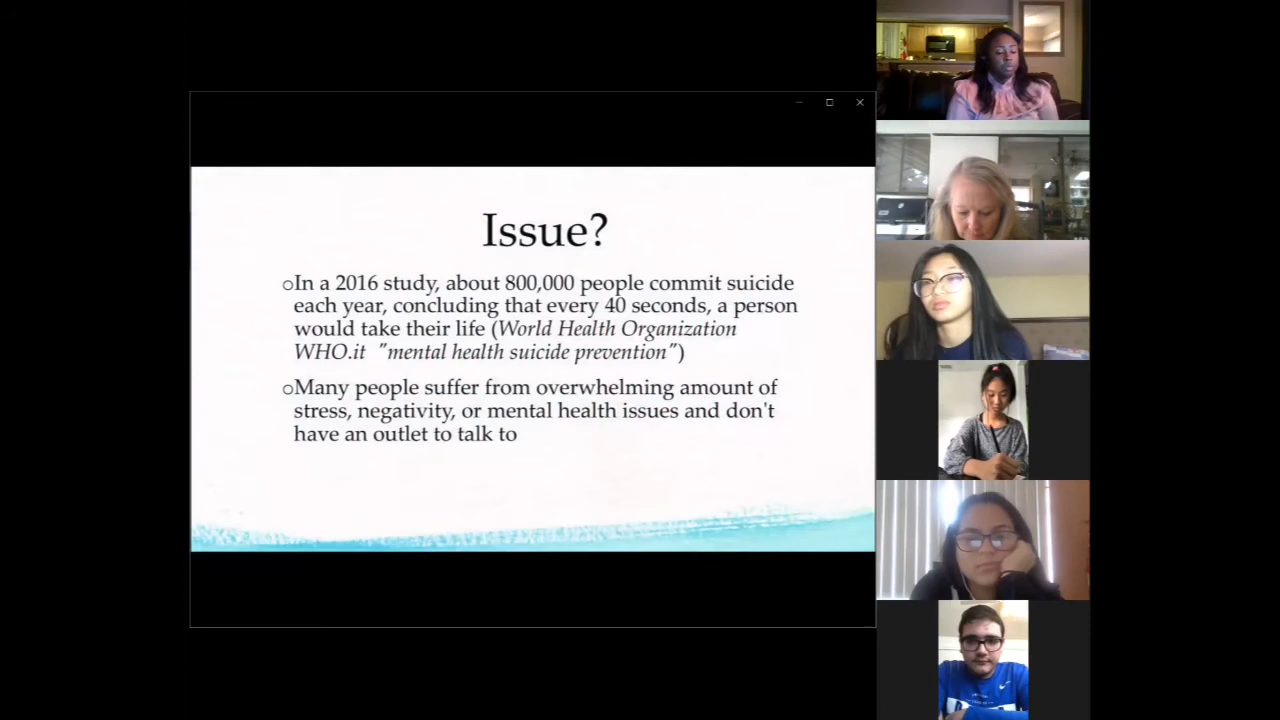 Issue?
○In a 2016 study, about 800,000 people commit suicide
each year, concluding that every 40 seconds, a person
would take their life (World Health Organization
WHO.it "mental health suicide prevention")
○Many people suffer from overwhelming amount of
stress, negativity, or mental health issues and don't
have an outlet to talk to